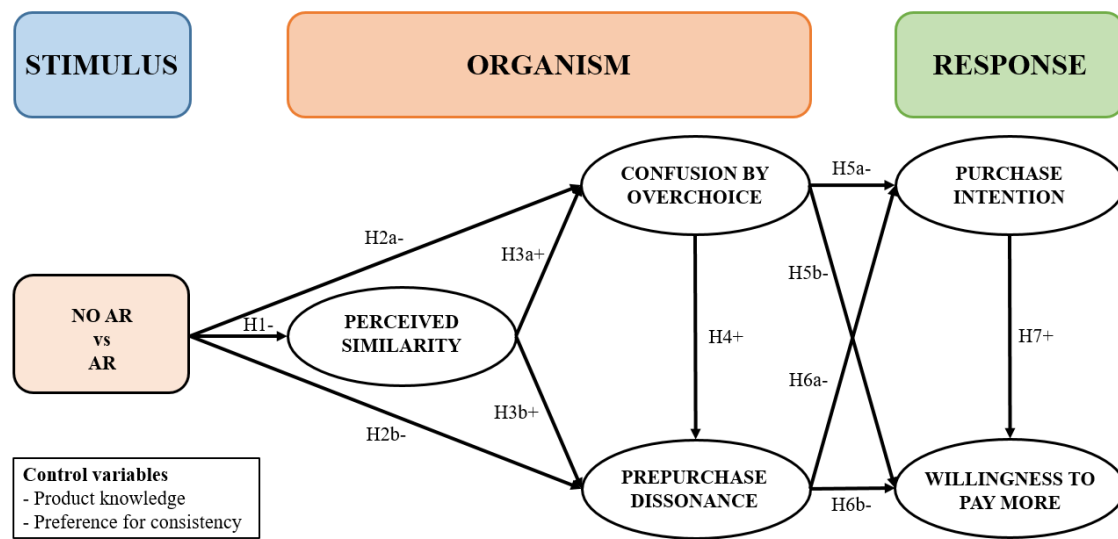 STIMULUS
ORGANISM
RESPONSE
CONFUSION BY
OVERCHOICE
H5a-
PURCHASE
INTENTION
H2a-
H3a+
H5b-
NO AR
vs
AR
H1-
PERCEIVED
SIMILARITY
H4+
H7+
H6a-
H3b+
H2b-
Control variables
- Product knowledge
- Preference for consistency
PREPURCHASE
DISSONANCE
H6b-
WILLINGNESS TO
PAY MORE